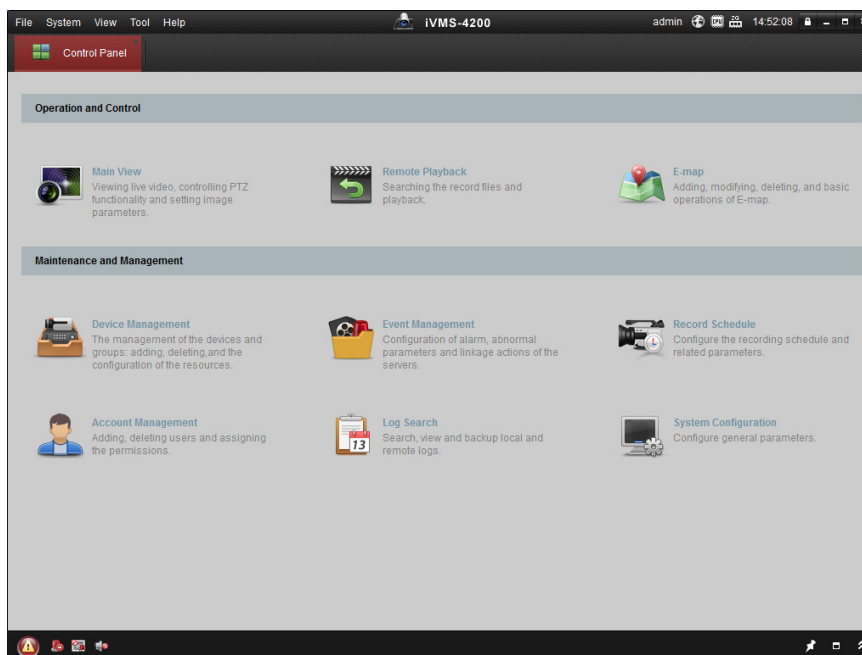 File System View Tool Help iVMS-4200 admin 14:52:08
Control Panel
Operation and Control
Main View
Viewing live video, controlling PTZ
functionality and setting image
parameters.
Remote Playback
Searching the record files and
playback.
E-map
Adding, modifying, deleting, and basic
operations of E-map.
Maintenance and Management
Device Management
The management of the devices and
groups: adding, deleting,and the
configuration of the resources.
Event Management
Configuration of alarm, abnormal
parameters and linkage actions of the
servers.
Record Schedule
Configure the recording schedule and
related parameters.
Account Management
Adding, deleting users and assigning
the permissions.
13
Log Search
Search, view and backup local and
remote logs.
System Configuration
Configure general parameters.